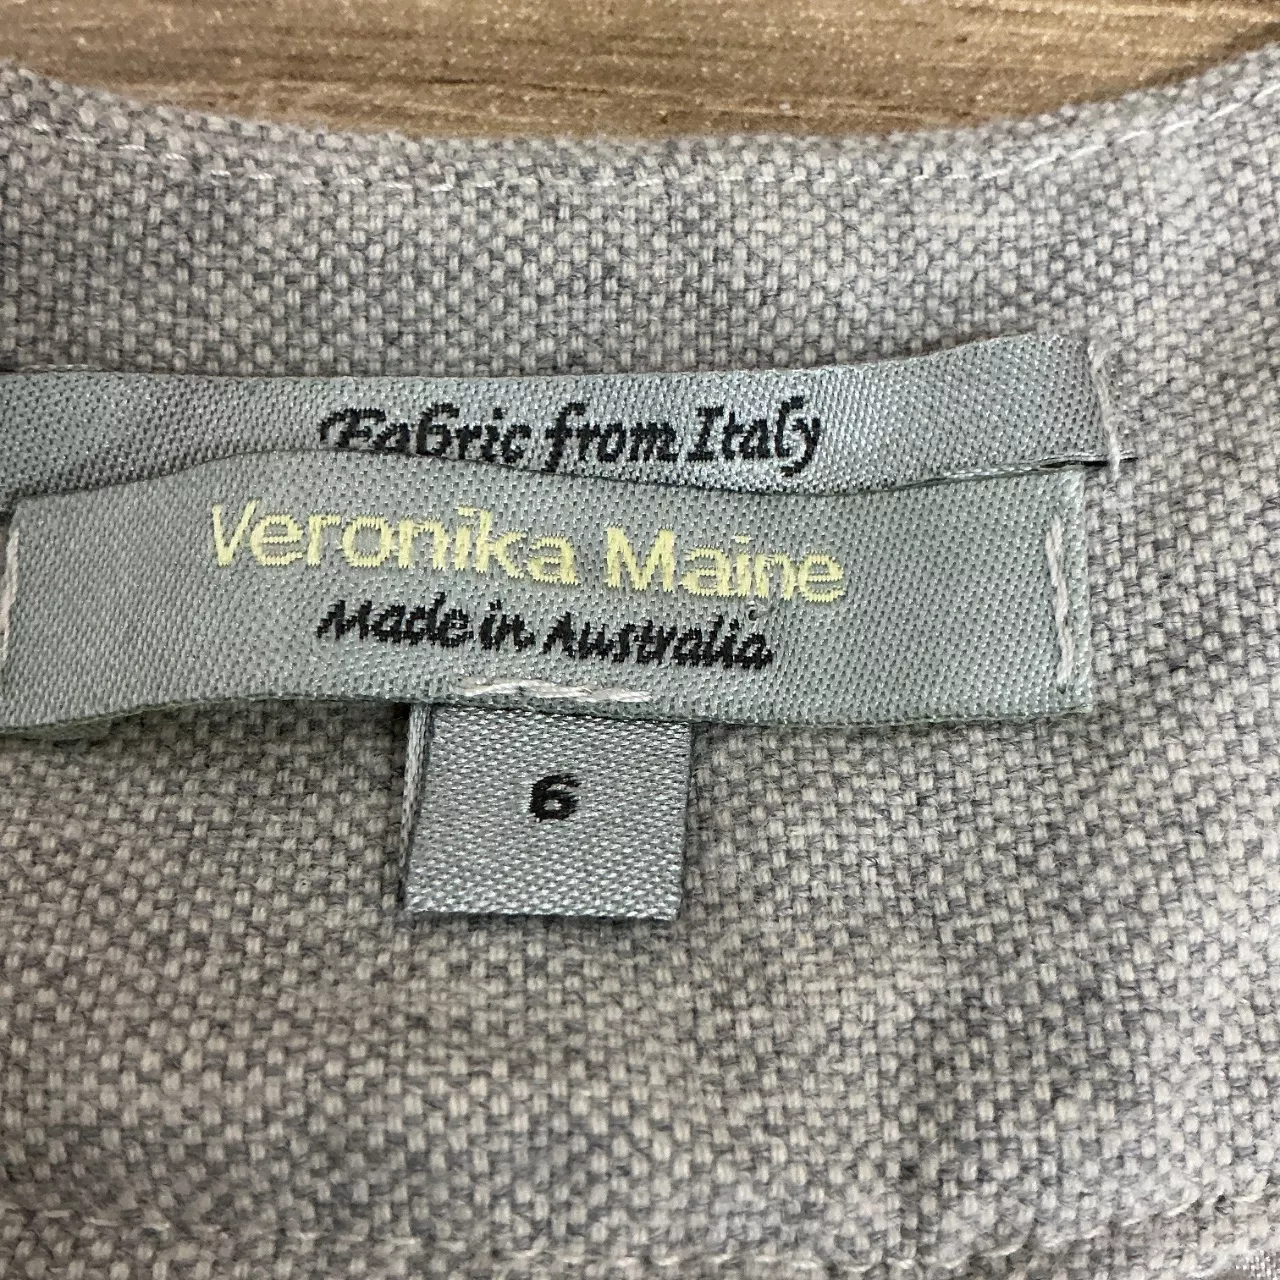 Fabric from Italy
Veronika Maine
Made in Australia
6